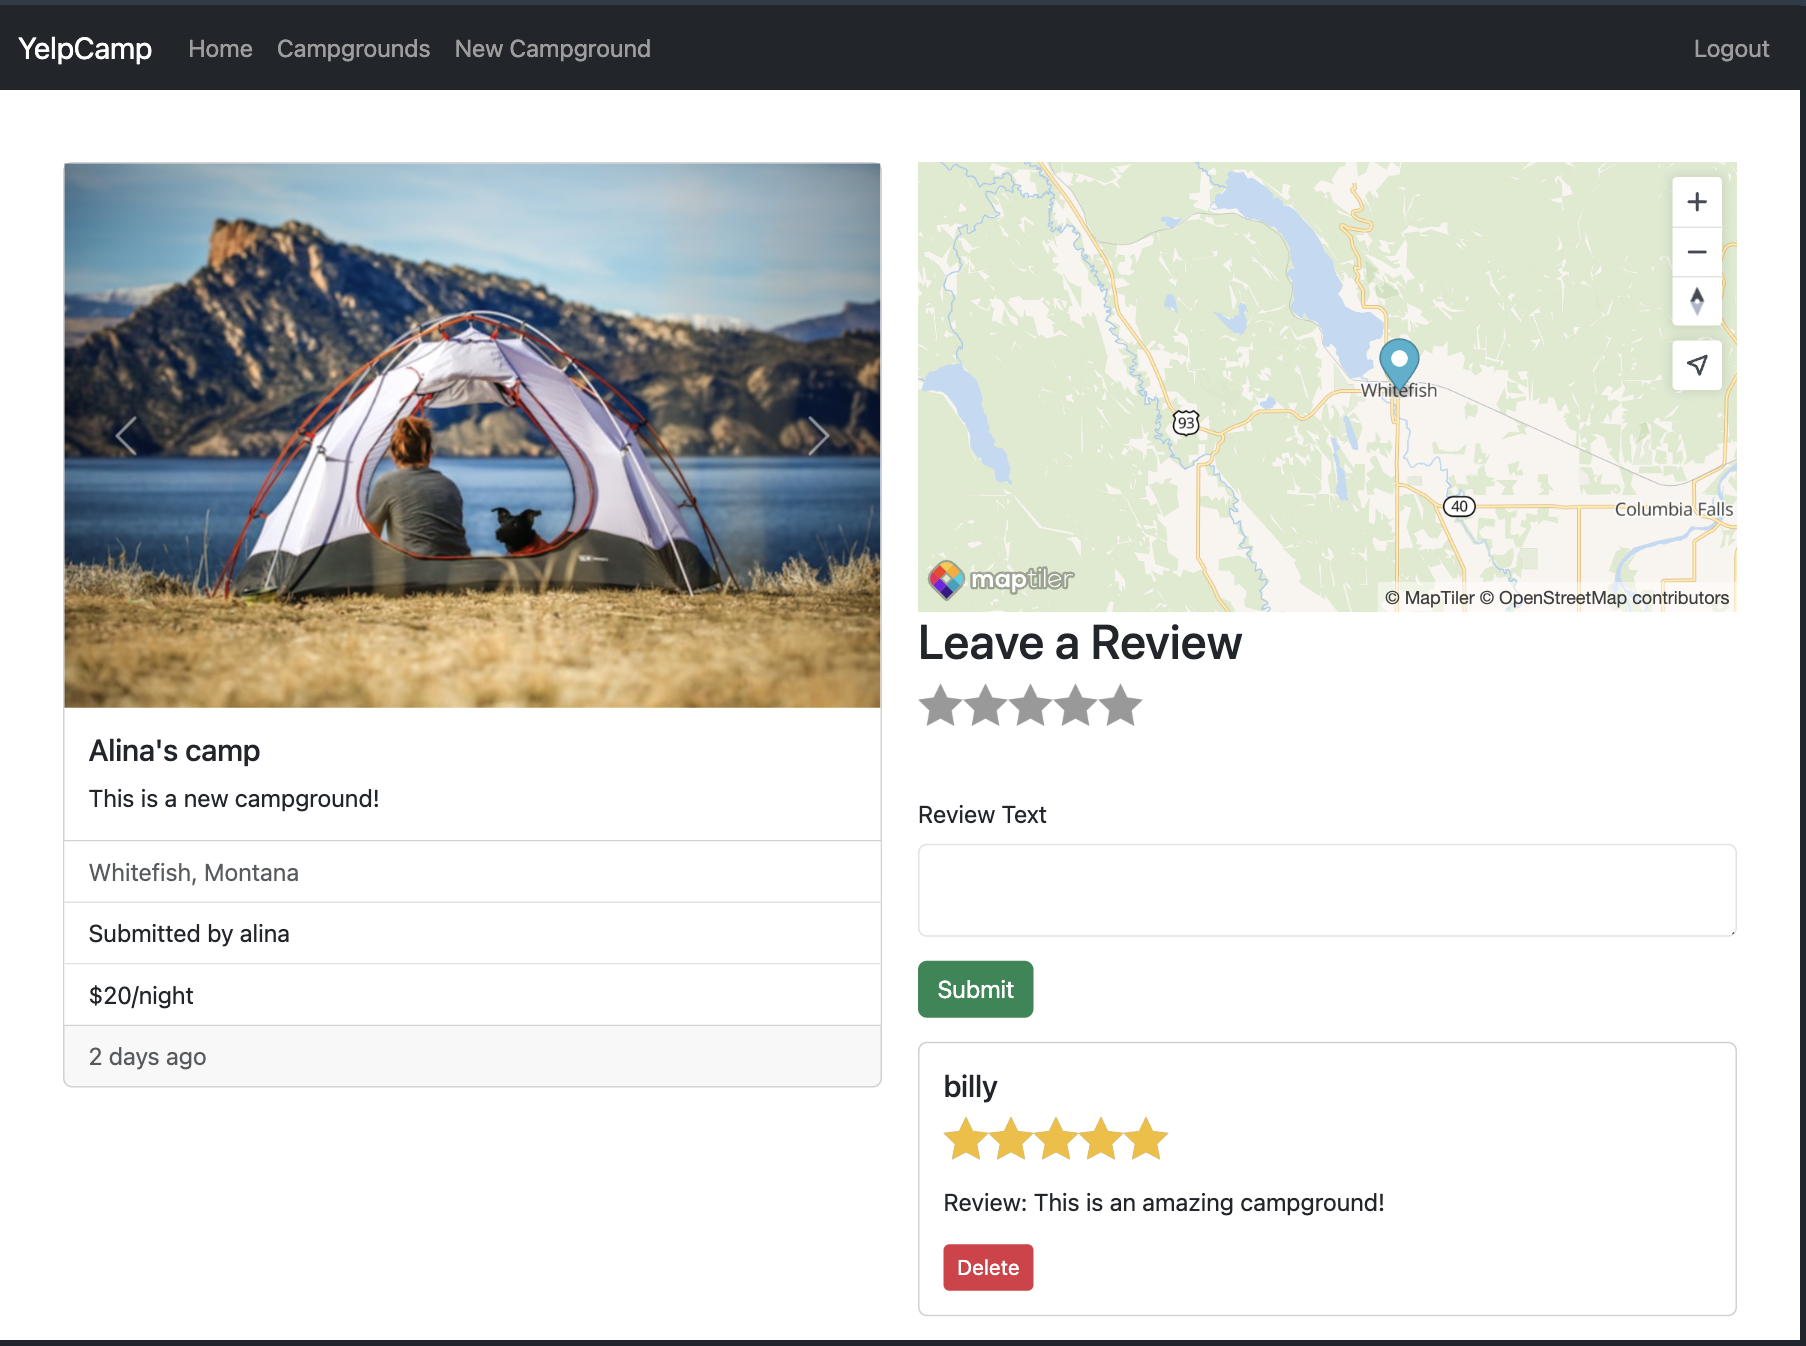 YelpCamp Home Campgrounds New Campground Logout
Alina's camp
This is a new campground!
Whitefish, Montana
Submitted by alina
$20/night
2 days ago
Whitefish
93
40
Columbia Falls
maptiler
© MapTiler © OpenStreetMap contributors
Leave a Review
Review Text
Submit
billy
Review: This is an amazing campground!
Delete